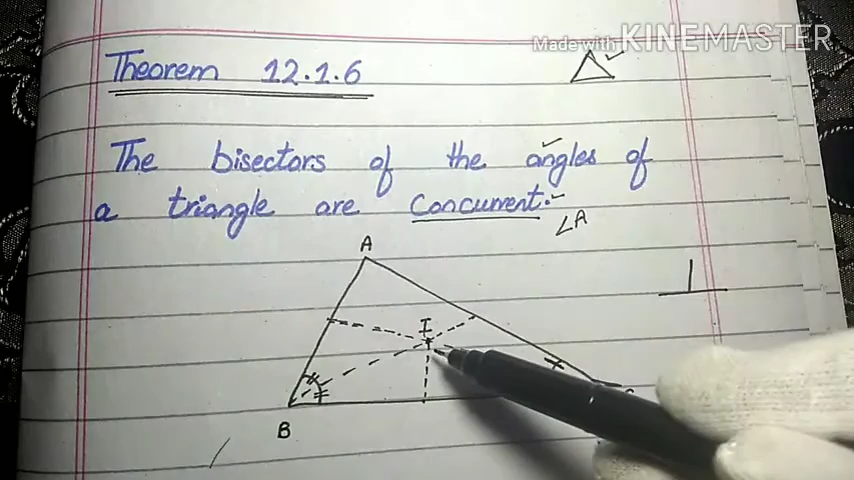 Made with KINEMASTER
Theorem 12.1.6
The bisectors of the angles of
a triangle are Concurrent.
∠A
A
I
B